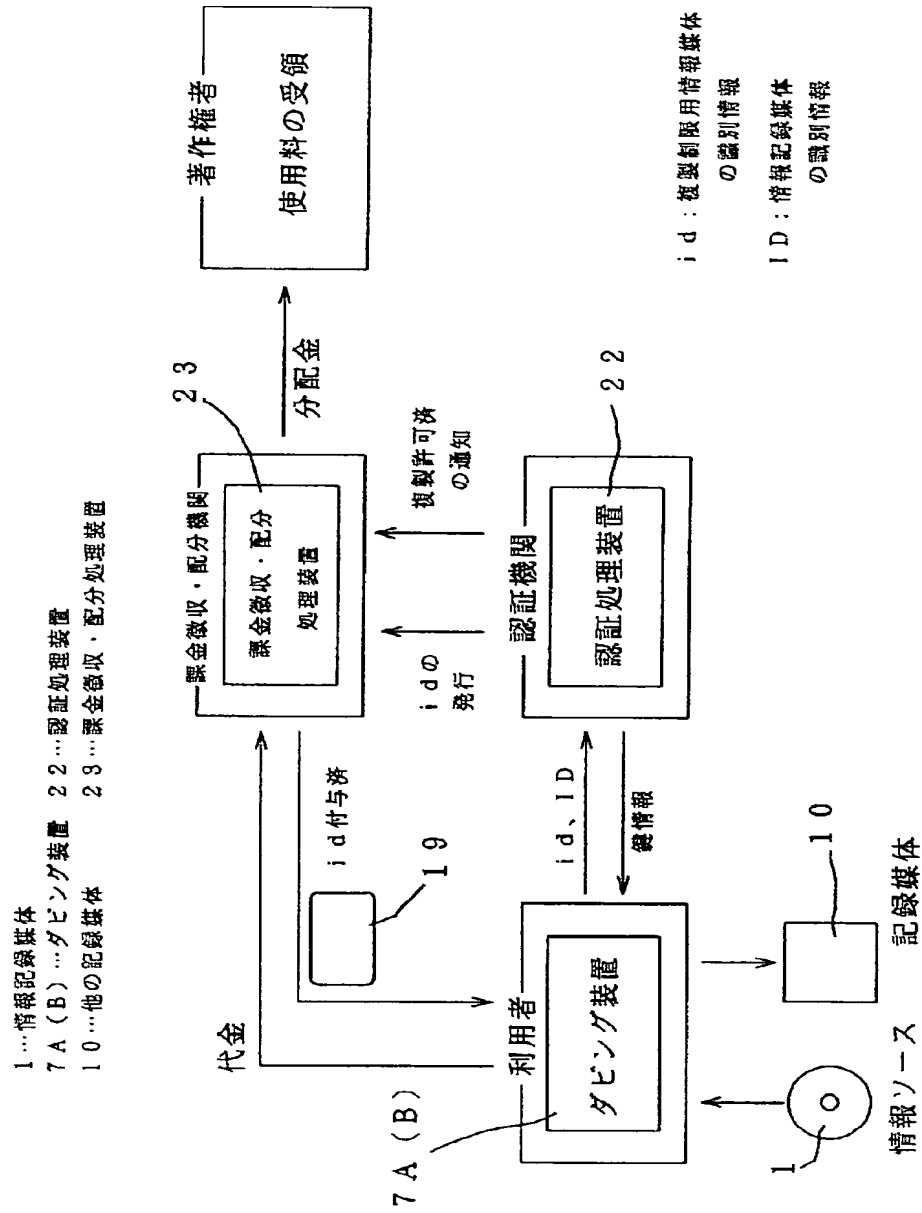 1…情報記録媒体
7A(B)…ダビング装置 22…認証処理装置
10…他の記録媒体 23…課金徴収・配分処理装置
代金
id付与済
19
課金徴収・配分機関
課金徴収・配分
処理装置
23
分配金
著作権者
使用料の受領
idの
発行
複製許可済
の通知
7A(B)
利用者
ダビング装置
id、ID
鍵情報
認証機関
認証処理装置
22
1
情報ソース
10
記録媒体
id:複製制限用情報媒体
の識別情報
ID:情報記録媒体
の識別情報